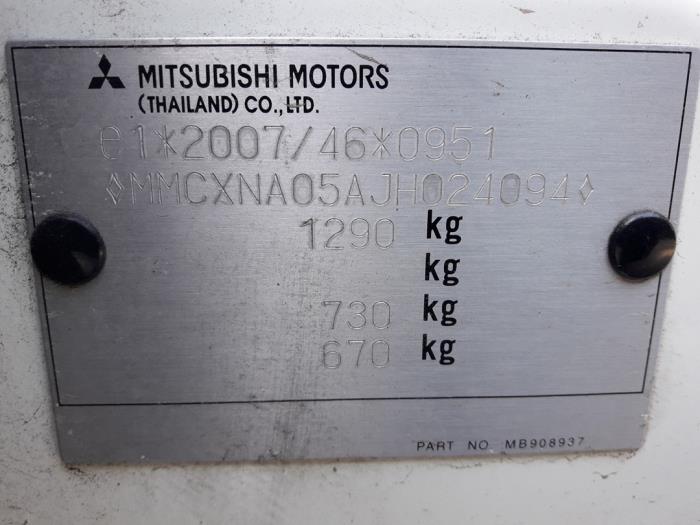 MITSUBISHI MOTORS
(THAILAND) CO., LTD.
e1*2007/46*0951
◊MMCXNA05AJH024094◊
1290 kg
kg
730 kg
670 kg
PART NO. MB908937